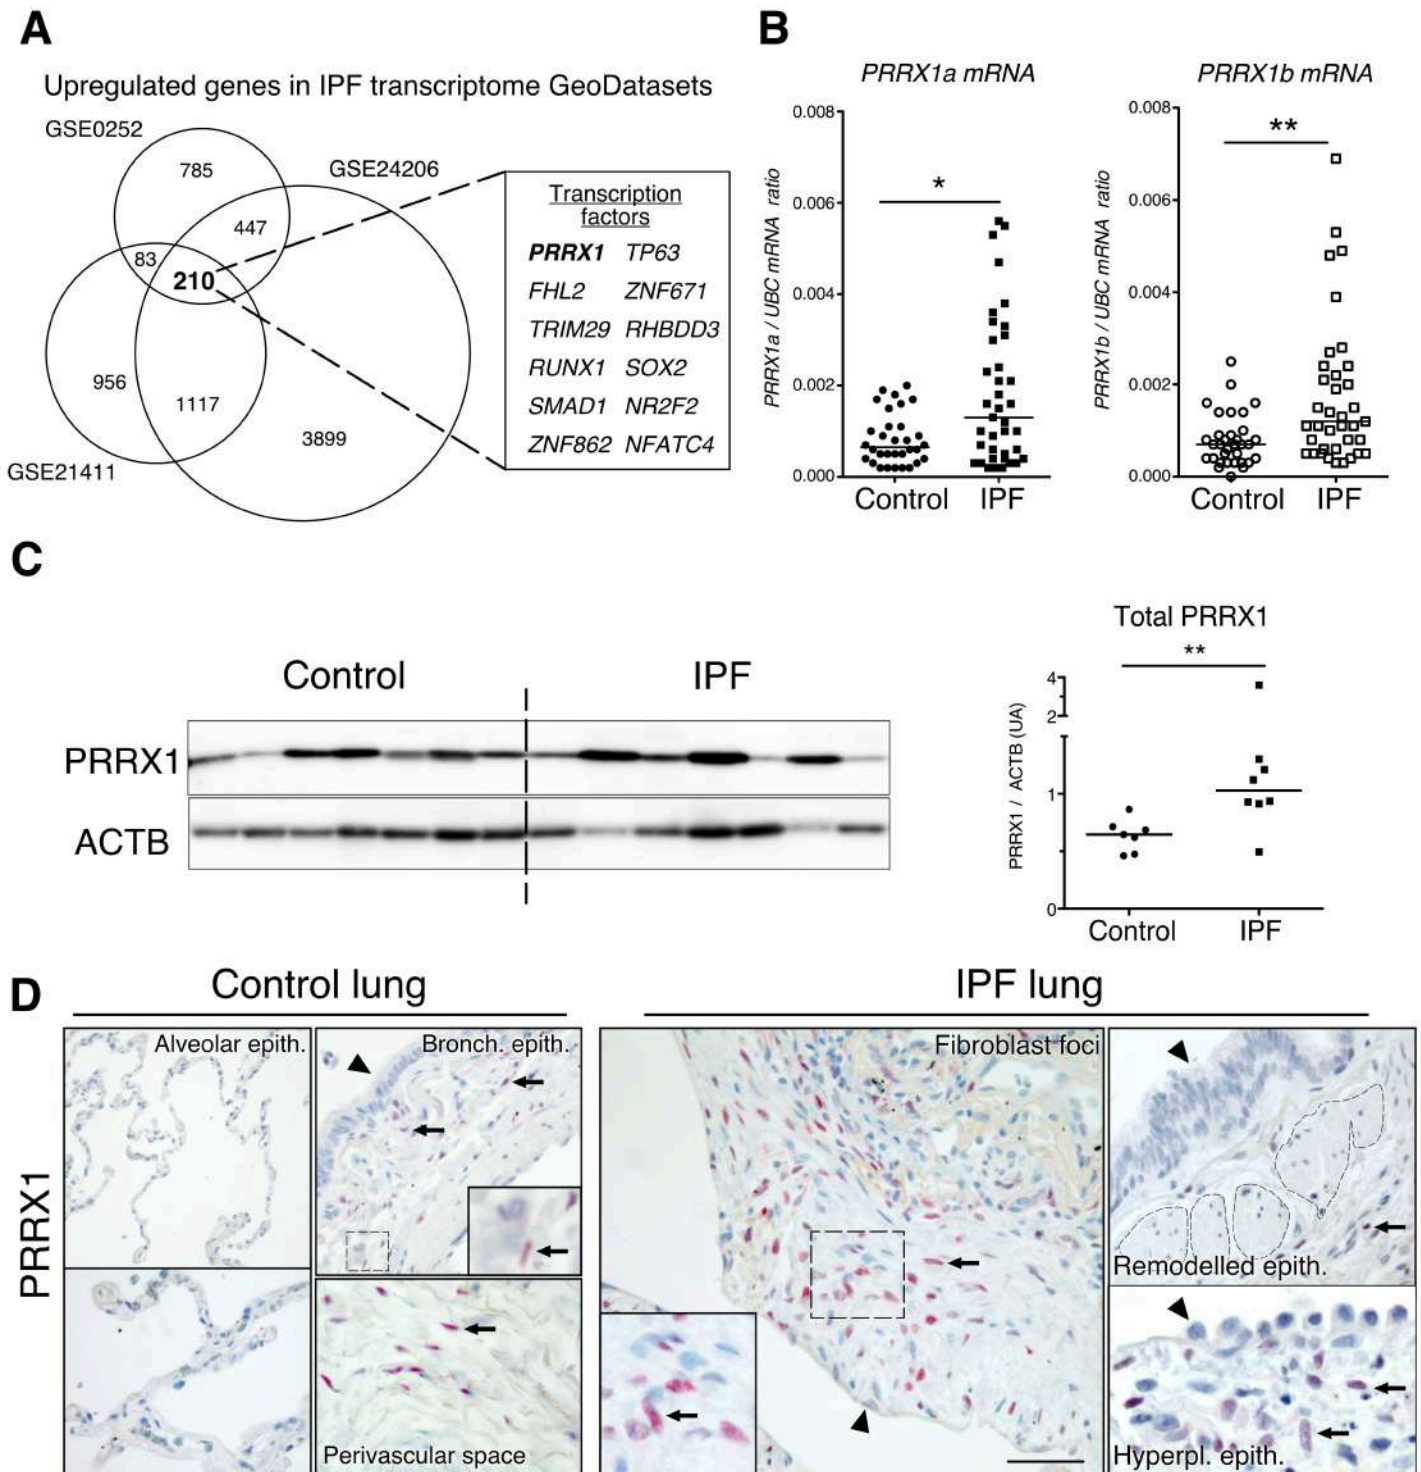 A
Upregulated genes in IPF transcriptome GeoDatasets
GSE0252
785
GSE24206
447
83
210
956
1117
3899
GSE21411
Transcription
factors
PRRX1 TP63
FHL2 ZNF671
TRIM29 RHBDD3
RUNX1 SOX2
SMAD1 NR2F2
ZNF862 NFATC4
B
PRRX1a mRNA
PRRX1a / UBC mRNA ratio
0.008
0.006
0.004
0.002
0.000
*
Control IPF
PRRX1b mRNA
PRRX1b / UBC mRNA ratio
0.008
0.006
0.004
0.002
0.000
**
Control IPF
C
Control IPF
PRRX1
ACTB
Total PRRX1
**
PRRX1 / ACTB (UA)
4
2
1
0
Control IPF
D
Control lung
IPF lung
PRRX1
Alveolar epith.
Bronch. epith.
Perivascular space
Fibroblast foci
Remodelled epith.
Hyperpl. epith.